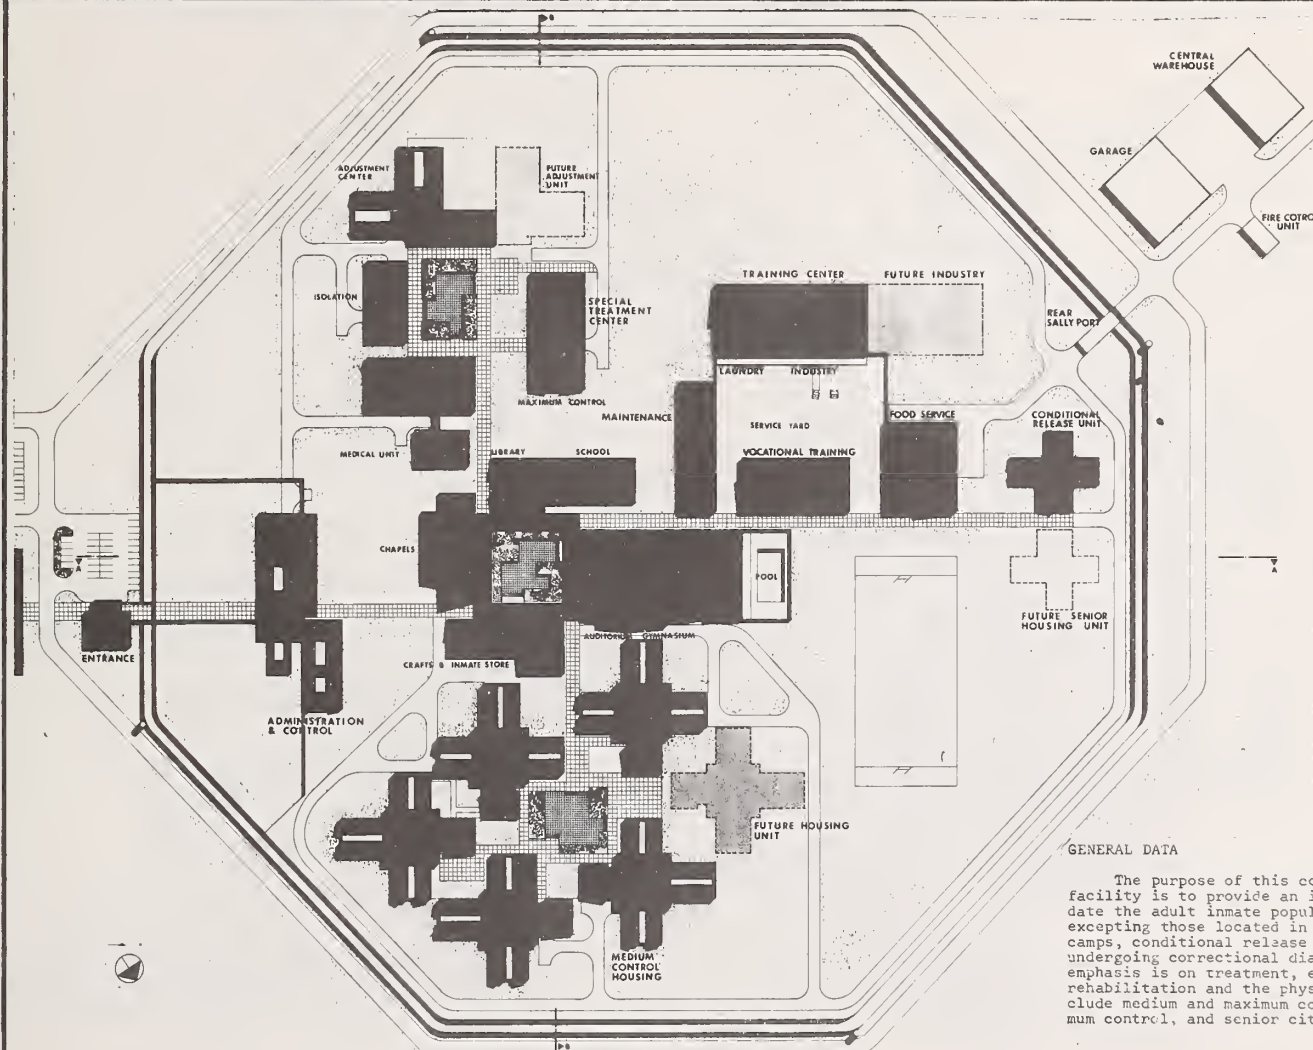 B
CENTRAL
WAREHOUSE
GARAGE
FIRE COTRO
UNIT
ADJUSTMENT
CENTER
FUTURE
ADJUSTMENT
UNIT
ISOLATION
SPECIAL
TREATMENT
CENTER
TRAINING CENTER
FUTURE INDUSTRY
REAR
SALLY PORT
LAUNDRY
INDUSTRY
MAXIMUM CONTROL
MAINTENANCE
SERVICE YARD
FOOD SERVICE
CONDITIONAL
RELEASE UNIT
MEDICAL UNIT
LIBRARY
SCHOOL
VOCATIONAL TRAINING
CHAPELS
POOL
A
A
FUTURE SENIOR
HOUSING UNIT
ENTRANCE
AUDITORIUM GYMNASIUM
CRAFTS & INMATE STORE
ADMINISTRATION
& CONTROL
FUTURE HOUSING
UNIT
MEDIUM
CONTROL
HOUSING
B
GENERAL DATA
The purpose of this co
facility is to provide an i
date the adult inmate popul
excepting those located in
camps, conditional release
undergoing correctional dia
emphasis is on treatment, e
rehabilitation and the phys
clude medium and maximum co
mum control, and senior cit